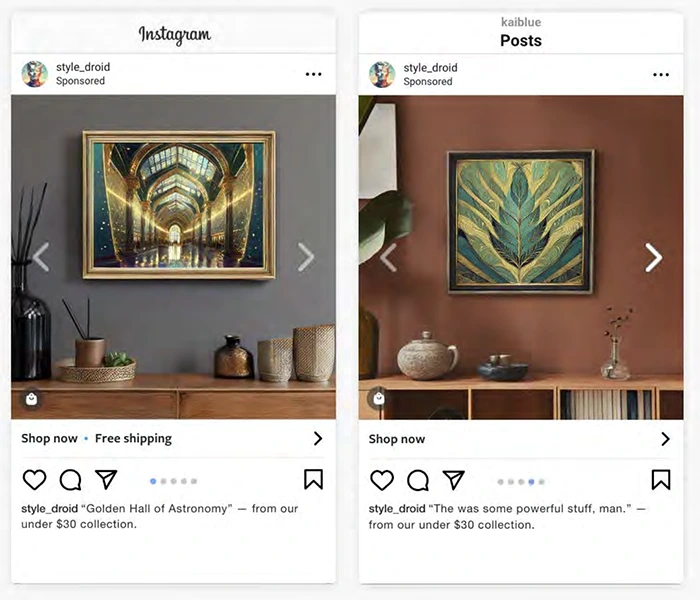 Instagram
style_droid
Sponsored
Shop now • Free shipping
style_droid “Golden Hall of Astronomy” — from our
under $30 collection.
kaiblue
Posts
style_droid
Sponsored
Shop now
style_droid “The was some powerful stuff, man.” —
from our under $30 collection.